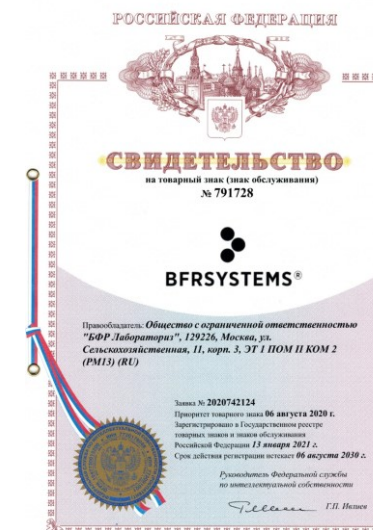 РОССИЙСКАЯ ФЕДЕРАЦИЯ
СВИДЕТЕЛЬСТВО
на товарный знак (знак обслуживания)
№ 791728
BFRSYSTEMS®
Правообладатель: Общество с ограниченной ответственностью
"БФР Лабораториз", 129226, Москва, ул.
Сельскохозяйственная, 11, корп. 3, ЭТ 1 ПОМ II КОМ 2
(РМ13) (RU)
Заявка № 2020742124
Приоритет товарного знака 06 августа 2020 г.
Зарегистрировано в Государственном реестре
товарных знаков и знаков обслуживания
Российской Федерации 13 января 2021 г.
Срок действия регистрации истекает 06 августа 2030 г.
Руководитель Федеральной службы
по интеллектуальной собственности
Г.П. Ивлиев